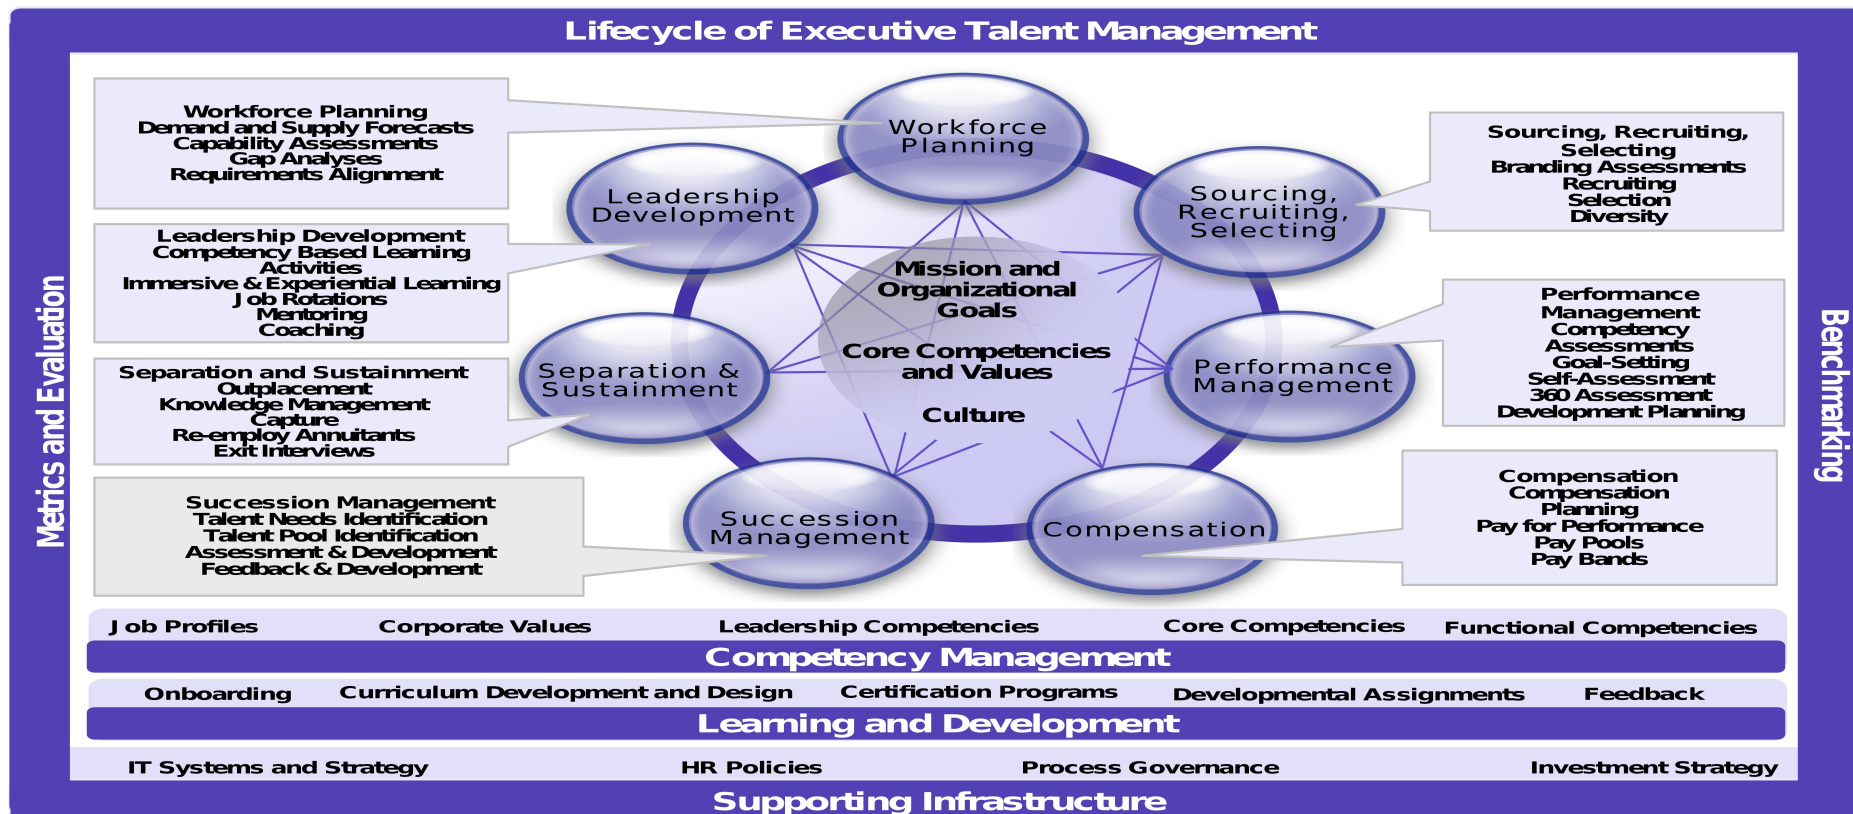 Lifecycle of Executive Talent Management
Metrics and Evaluation
Benchmarking
Workforce Planning
Demand and Supply Forecasts
Capability Assessments
Gap Analyses
Requirements Alignment
Leadership Development
Competency Based Learning
Activities
Immersive & Experiential Learning
Job Rotations
Mentoring
Coaching
Separation and Sustainment
Outplacement
Knowledge Management
Capture
Re-employ Annuitants
Exit Interviews
Succession Management
Talent Needs Identification
Talent Pool Identification
Assessment & Development
Feedback & Development
Workforce
Planning
Leadership
Development
Sourcing,
Recruiting,
Selecting
Separation &
Sustainment
Performance
Management
Succession
Management
Compensation
Mission and
Organizational
Goals
Core Competencies
and Values
Culture
Sourcing, Recruiting,
Selecting
Branding Assessments
Recruiting
Selection
Diversity
Performance
Management
Competency
Assessments
Goal-Setting
Self-Assessment
360 Assessment
Development Planning
Compensation
Compensation
Planning
Pay for Performance
Pay Pools
Pay Bands
Job Profiles Corporate Values Leadership Competencies Core Competencies Functional Competencies
Competency Management
Onboarding Curriculum Development and Design Certification Programs Developmental Assignments Feedback
Learning and Development
IT Systems and Strategy HR Policies Process Governance Investment Strategy
Supporting Infrastructure